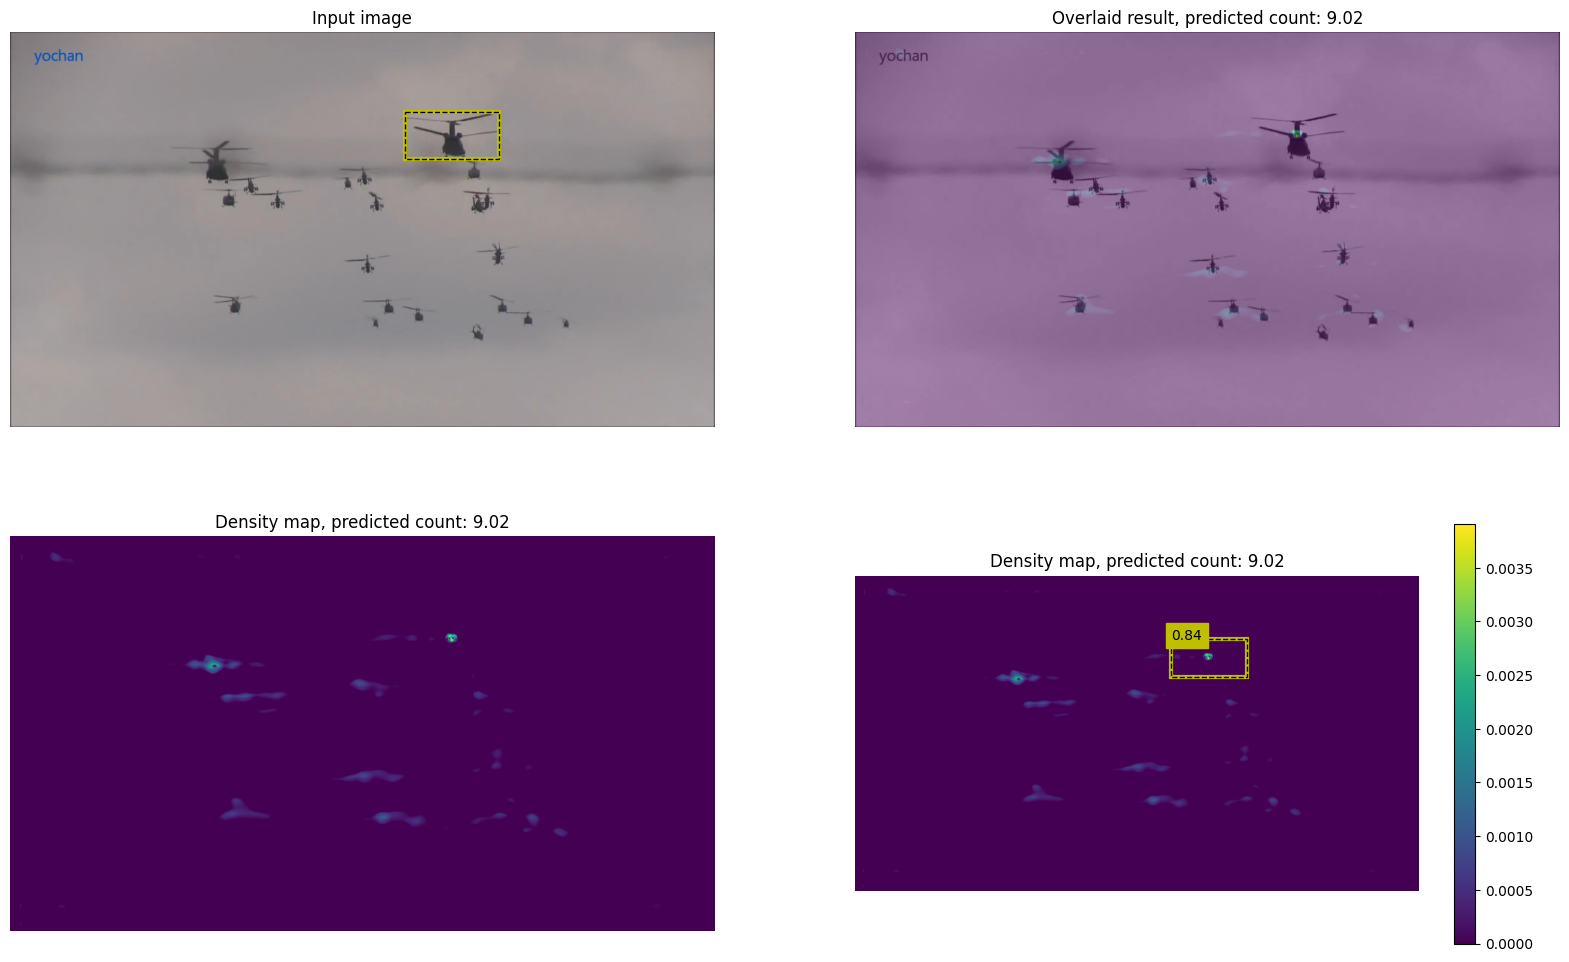 Input image
Overlaid result, predicted count: 9.02
yochan
yochan
Density map, predicted count: 9.02
Density map, predicted count: 9.02
0.84
0.0035
0.0030
0.0025
0.0020
0.0015
0.0010
0.0005
0.0000